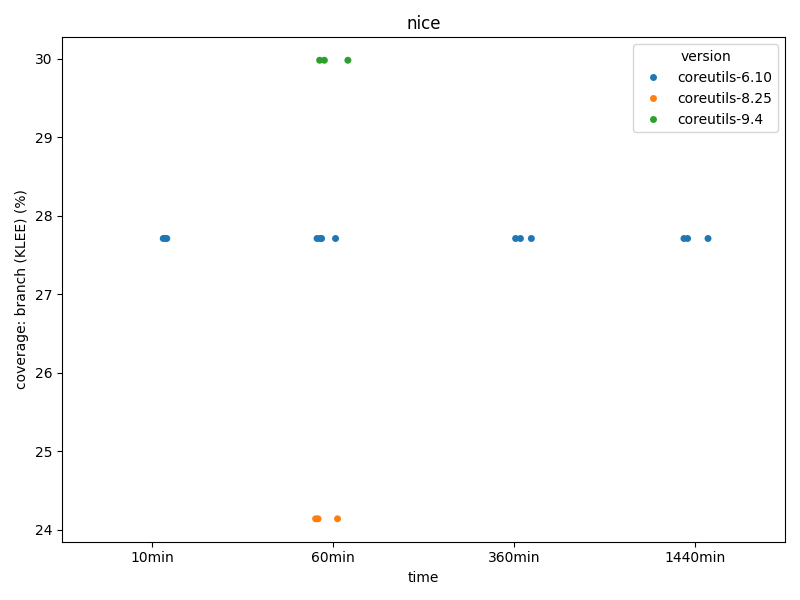 nice
version
coreutils-6.10
coreutils-8.25
coreutils-9.4
coverage: branch (KLEE) (%)
30
29
28
27
26
25
24
10min
60min
360min
1440min
time